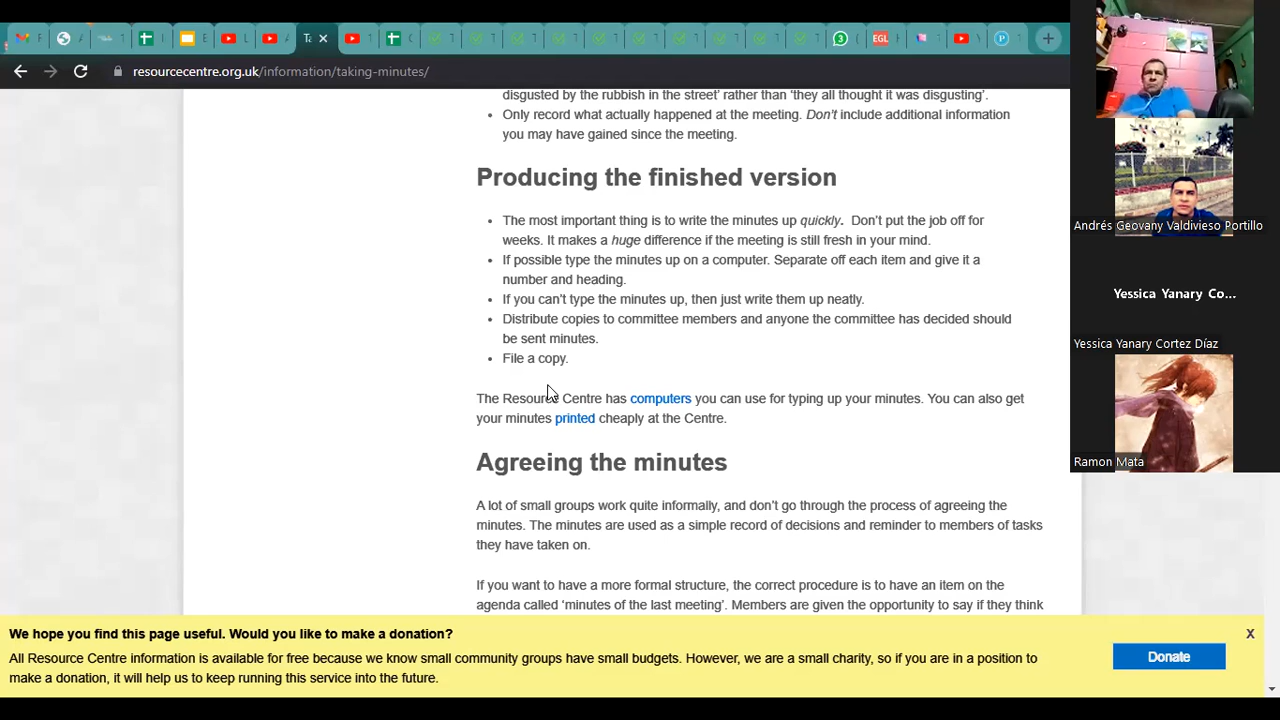 Ta
3
EGL
P
resourcecentre.org.uk/information/taking-minutes/
disgusted by the rubbish in the street’ rather than ‘they all thought it was disgusting’.
• Only record what actually happened at the meeting. Don’t include additional information
you may have gained since the meeting.
Producing the finished version
• The most important thing is to write the minutes up quickly. Don’t put the job off for
weeks. It makes a huge difference if the meeting is still fresh in your mind.
• If possible type the minutes up on a computer. Separate off each item and give it a
number and heading.
• If you can’t type the minutes up, then just write them up neatly.
• Distribute copies to committee members and anyone the committee has decided should
be sent minutes.
• File a copy.
The Resource Centre has computers you can use for typing up your minutes. You can also get
your minutes printed cheaply at the Centre.
Agreeing the minutes
A lot of small groups work quite informally, and don’t go through the process of agreeing the
minutes. The minutes are used as a simple record of decisions and reminder to members of tasks
they have taken on.
If you want to have a more formal structure, the correct procedure is to have an item on the
agenda called ‘minutes of the last meeting’. Members are given the opportunity to say if they think
We hope you find this page useful. Would you like to make a donation?
X
All Resource Centre information is available for free because we know small community groups have small budgets. However, we are a small charity, so if you are in a position to
make a donation, it will help us to keep running this service into the future.
Donate
Andrés Geovany Valdivieso Portillo
Yessica Yanary Co...
Yessica Yanary Cortez Díaz
Ramon Mata